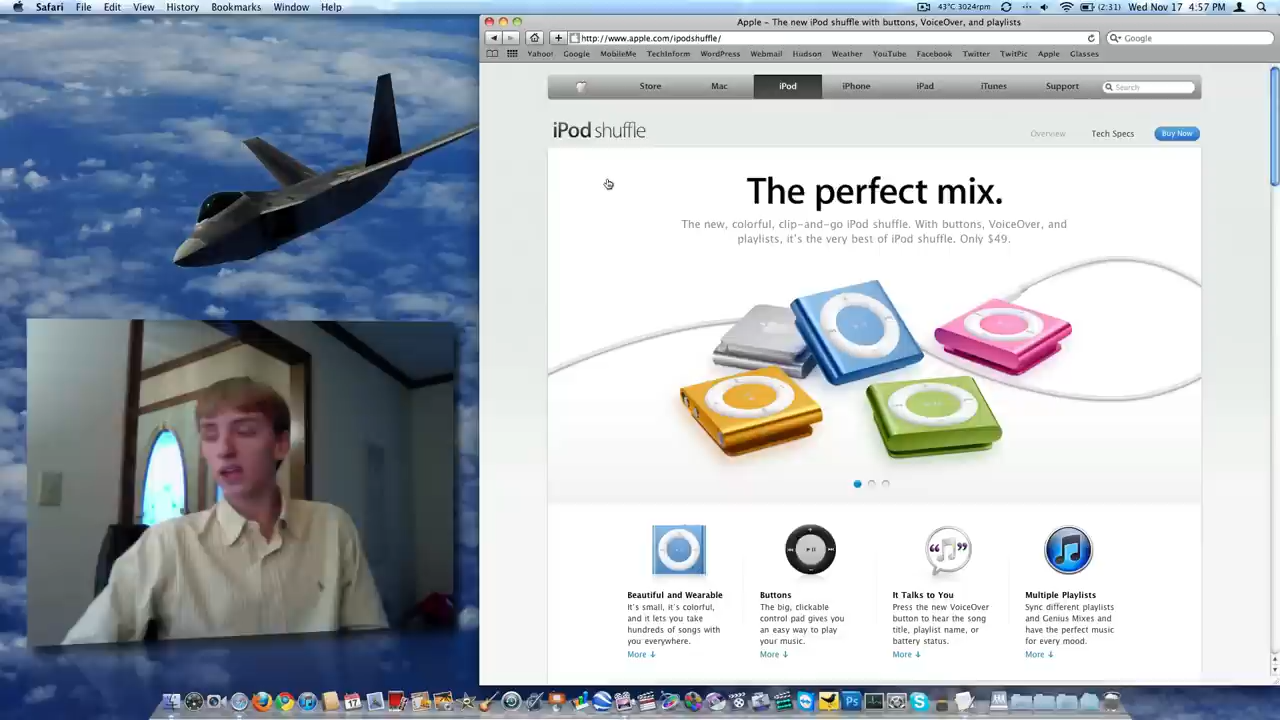 Safari File Edit View History Bookmarks Window Help
43°C 3024rpm (2:31) Wed Nov 17 4:57 PM
Apple – The new iPod shuffle with buttons, VoiceOver, and playlists
http://www.apple.com/ipodshuffle/
Google
Yahoo! Google MobileMe TechInform WordPress Webmail Hudson Weather YouTube Facebook Twitter TwitPic Apple Glasses
Store Mac iPod iPhone iPad iTunes Support Search
iPod shuffle
Overview Tech Specs Buy Now
The perfect mix.
The new, colorful, clip-and-go iPod shuffle. With buttons, VoiceOver, and
playlists, it's the very best of iPod shuffle. Only $49.
Beautiful and Wearable
It's small, it's colorful,
and it lets you take
hundreds of songs with
you everywhere.
More ↓
Buttons
The big, clickable
control pad gives you
an easy way to play
your music.
More ↓
It Talks to You
Press the new VoiceOver
button to hear the song
title, playlist name, or
battery status.
More ↓
Multiple Playlists
Sync different playlists
and Genius Mixes and
have the perfect music
for every mood.
More ↓
17
Ps